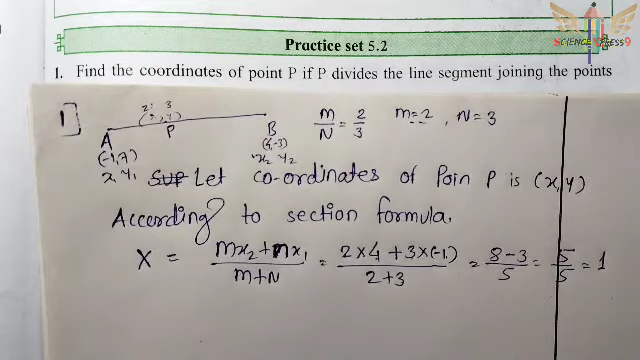 SCIENCE XPRESS9
Practice set 5.2
1. Find the coordinates of point P if P divides the line segment joining the points
1] 2 : 3 m/N = 2/3 m=2 , N=3
(x, y)
A P B
(-1,7) (4,-3)
x1 y1 x2 y2
Let co-ordinates of Poin P is (x,y)
According to section formula.
X = mx2+nx1/m+N = 2×4+3×(-1)/2+3 = 8-3/5 = 5/5 = 1